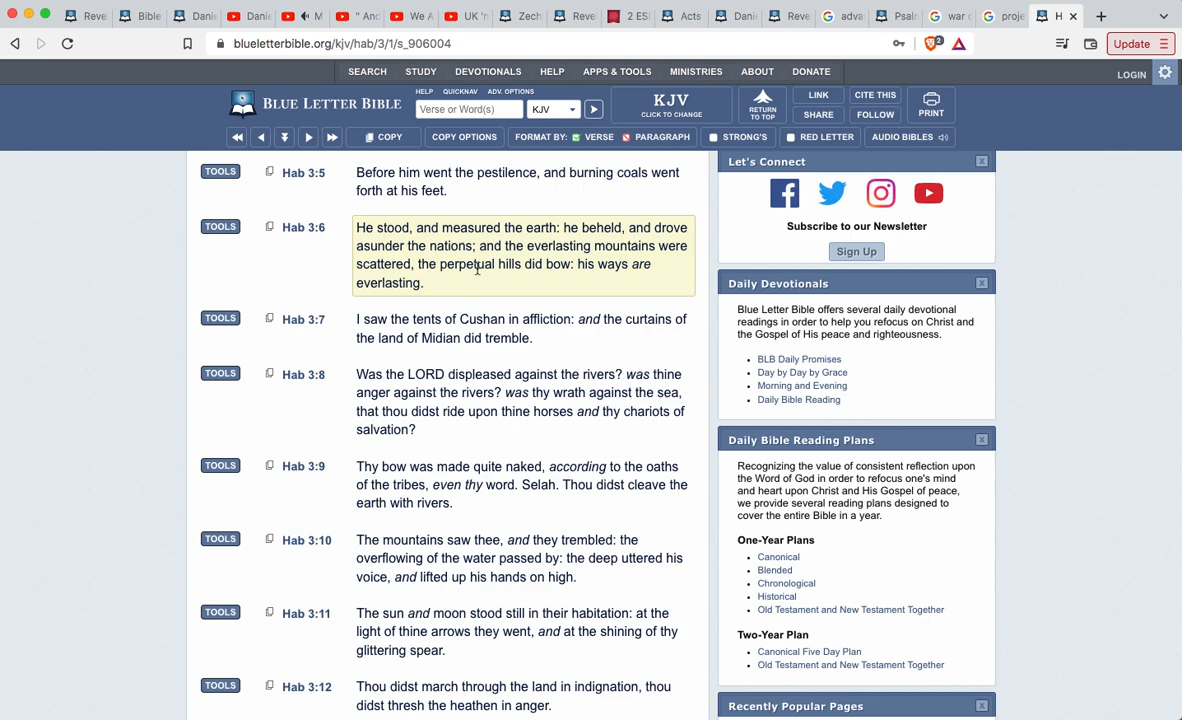 Reve
Bible
Danie
Danie
M
" And
We A
UK 'n
Zech
Reve
2 ES
Acts
Danie
Reve
adva
Psalm
war o
proje
H
blueletterbible.org/kjv/hab/3/1/s_906004
2
Update
SEARCH STUDY DEVOTIONALS HELP APPS & TOOLS MINISTRIES ABOUT DONATE
LOGIN
BLUE LETTER BIBLE
HELP QUICKNAV ADV. OPTIONS
Verse or Word(s)
KJV
KJV
CLICK TO CHANGE
RETURN
TO TOP
LINK
CITE THIS
SHARE
FOLLOW
PRINT
COPY
COPY OPTIONS
FORMAT BY: VERSE PARAGRAPH
STRONG'S
RED LETTER
AUDIO BIBLES
TOOLS Hab 3:5 Before him went the pestilence, and burning coals went
forth at his feet.
TOOLS Hab 3:6 He stood, and measured the earth: he beheld, and drove
asunder the nations; and the everlasting mountains were
scattered, the perpetual hills did bow: his ways are
everlasting.
TOOLS Hab 3:7 I saw the tents of Cushan in affliction: and the curtains of
the land of Midian did tremble.
TOOLS Hab 3:8 Was the LORD displeased against the rivers? was thine
anger against the rivers? was thy wrath against the sea,
that thou didst ride upon thine horses and thy chariots of
salvation?
TOOLS Hab 3:9 Thy bow was made quite naked, according to the oaths
of the tribes, even thy word. Selah. Thou didst cleave the
earth with rivers.
TOOLS Hab 3:10 The mountains saw thee, and they trembled: the
overflowing of the water passed by: the deep uttered his
voice, and lifted up his hands on high.
TOOLS Hab 3:11 The sun and moon stood still in their habitation: at the
light of thine arrows they went, and at the shining of thy
glittering spear.
TOOLS Hab 3:12 Thou didst march through the land in indignation, thou
didst thresh the heathen in anger.
Let's Connect
Subscribe to our Newsletter
Sign Up
Daily Devotionals
Blue Letter Bible offers several daily devotional
readings in order to help you refocus on Christ and
the Gospel of His peace and righteousness.
BLB Daily Promises
Day by Day by Grace
Morning and Evening
Daily Bible Reading
Daily Bible Reading Plans
Recognizing the value of consistent reflection upon
the Word of God in order to refocus one's mind
and heart upon Christ and His Gospel of peace,
we provide several reading plans designed to
cover the entire Bible in a year.
One-Year Plans
Canonical
Blended
Chronological
Historical
Old Testament and New Testament Together
Two-Year Plan
Canonical Five Day Plan
Old Testament and New Testament Together
Recently Popular Pages